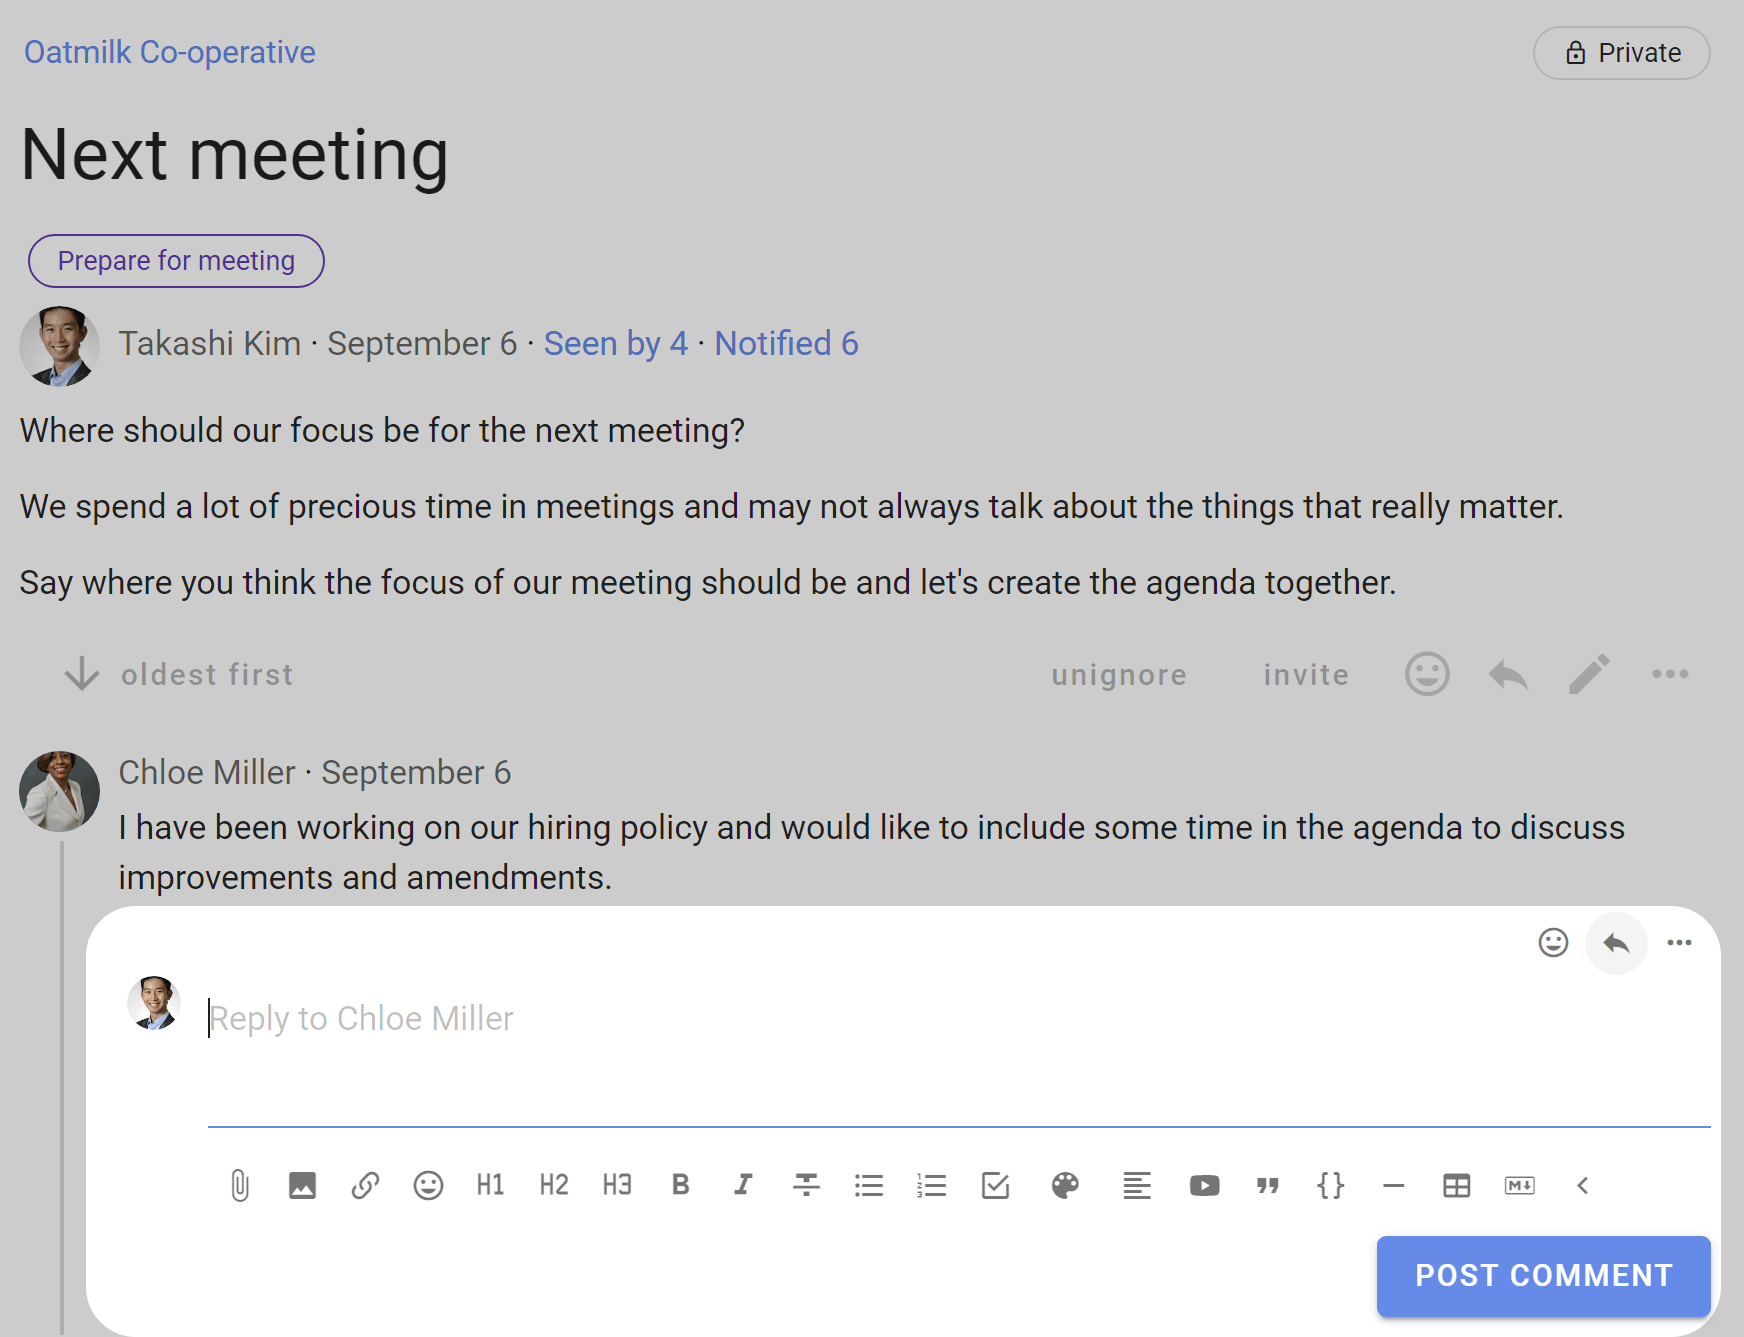 Oatmilk Co-operative
Private
Next meeting
Prepare for meeting
Takashi Kim · September 6 · Seen by 4 · Notified 6
Where should our focus be for the next meeting?
We spend a lot of precious time in meetings and may not always talk about the things that really matter.
Say where you think the focus of our meeting should be and let's create the agenda together.
oldest first unignore invite
Chloe Miller · September 6
I have been working on our hiring policy and would like to include some time in the agenda to discuss
improvements and amendments.
Reply to Chloe Miller
H1 H2 H3 B I
POST COMMENT